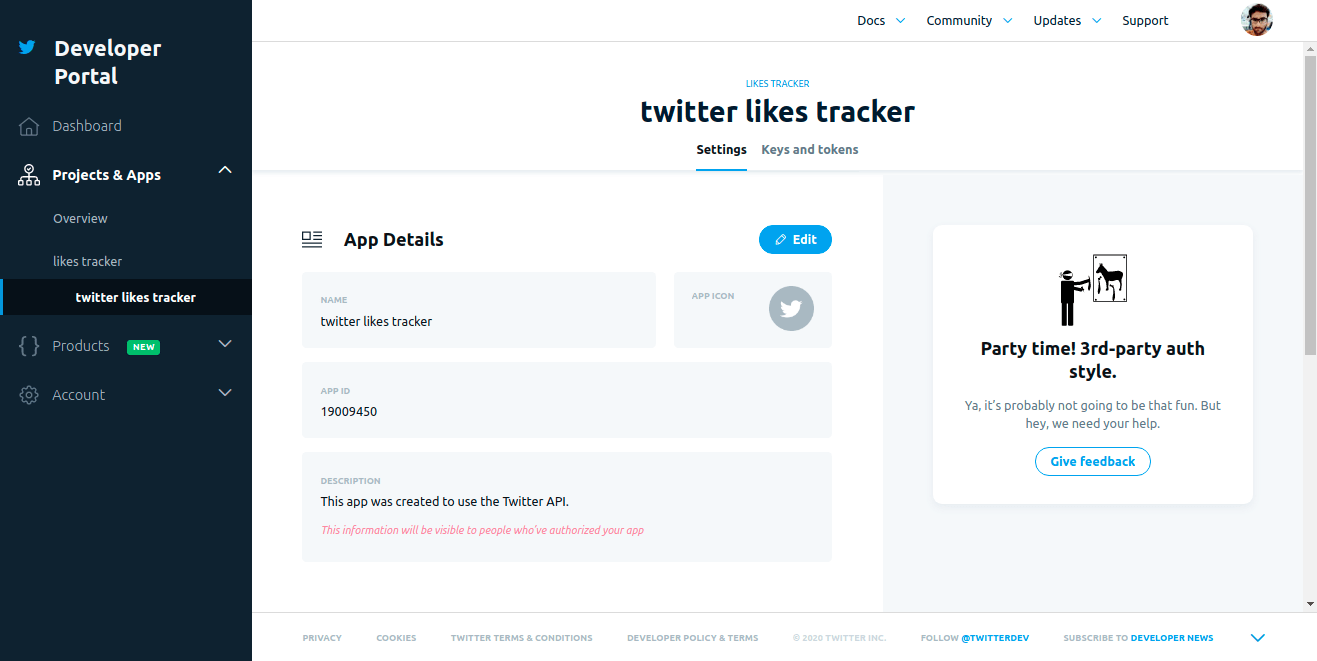 Developer
Portal
Dashboard
Projects & Apps
Overview
likes tracker
twitter likes tracker
Products NEW
Account
Docs Community Updates Support
LIKES TRACKER
twitter likes tracker
Settings Keys and tokens
App Details
Edit
NAME
twitter likes tracker
APP ICON
APP ID
19009450
DESCRIPTION
This app was created to use the Twitter API.
This information will be visible to people who've authorized your app
Party time! 3rd-party auth
style.
Ya, it's probably not going to be that fun. But
hey, we need your help.
Give feedback
PRIVACY COOKIES TWITTER TERMS & CONDITIONS DEVELOPER POLICY & TERMS © 2020 TWITTER INC. FOLLOW @TWITTERDEV SUBSCRIBE TO DEVELOPER NEWS